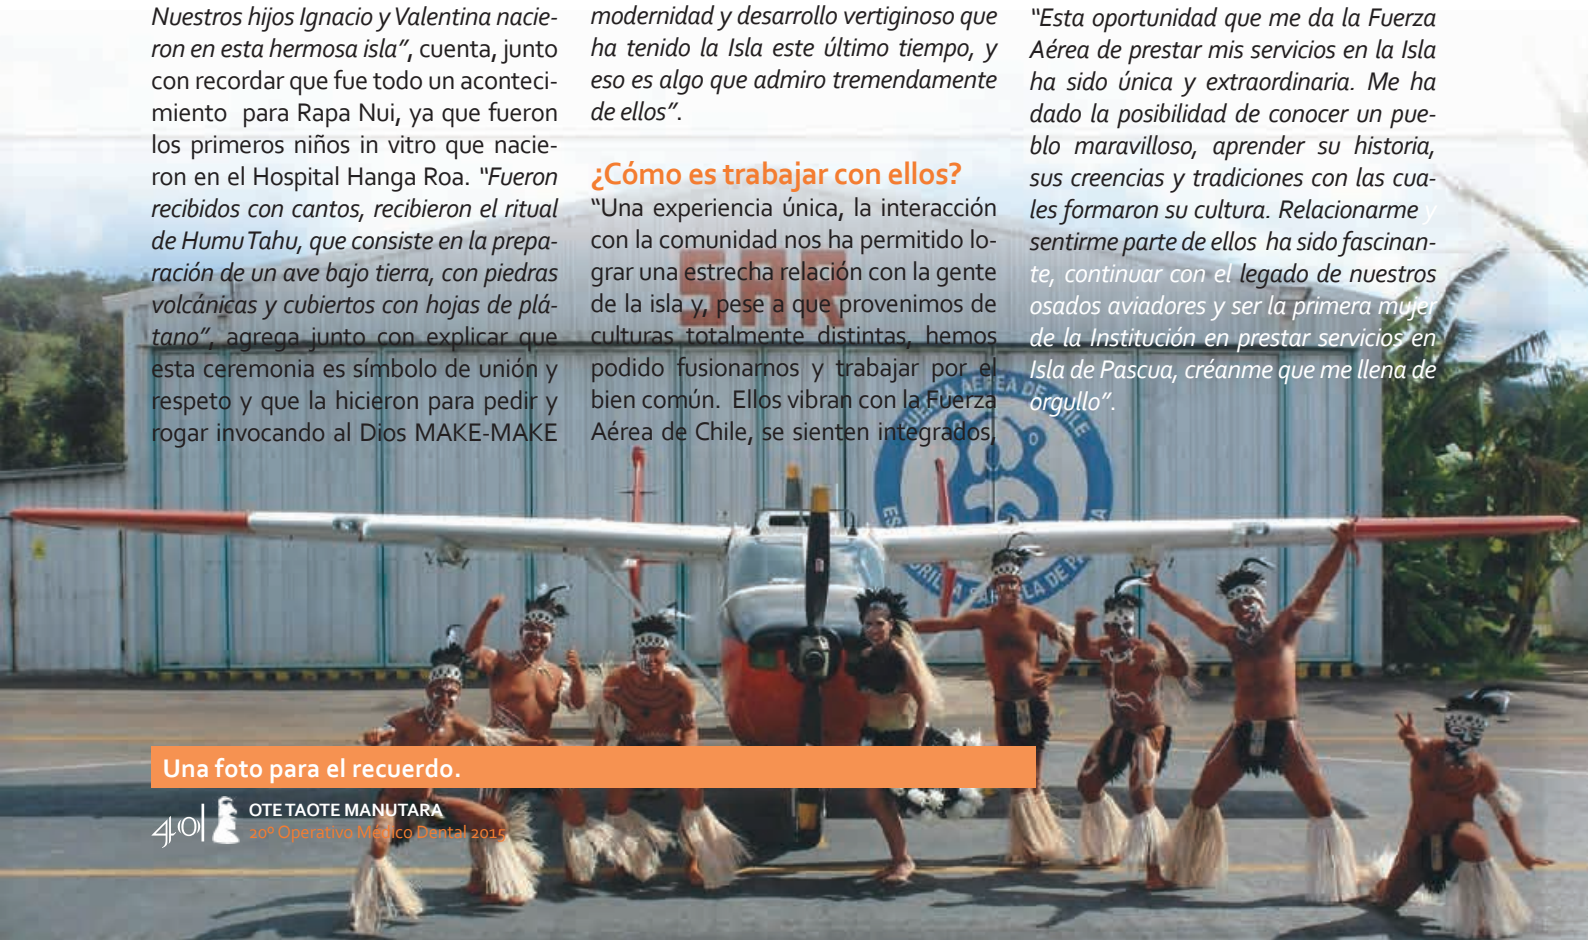 Nuestros hijos Ignacio y Valentina nacie-
ron en esta hermosa isla", cuenta, junto
con recordar que fue todo un aconteci-
miento para Rapa Nui, ya que fueron
los primeros niños in vitro que nacie-
ron en el Hospital Hanga Roa. "Fueron
recibidos con cantos, recibieron el ritual
de Humu Tahu, que consiste en la prepa-
ración de un ave bajo tierra, con piedras
volcánicas y cubiertos con hojas de plá-
tano", agrega junto con explicar que
esta ceremonia es símbolo de unión y
respeto y que la hicieron para pedir y
rogar invocando al Dios MAKE-MAKE
modernidad y desarrollo vertiginoso que
ha tenido la Isla este último tiempo, y
eso es algo que admiro tremendamente
de ellos".
¿Cómo es trabajar con ellos?
"Una experiencia única, la interacción
con la comunidad nos ha permitido lo-
grar una estrecha relación con la gente
de la isla y, pese a que provenimos de
culturas totalmente distintas, hemos
podido fusionarnos y trabajar por el
bien común. Ellos vibran con la Fuerza
Aérea de Chile, se sienten integrados,
"Esta oportunidad que me da la Fuerza
Aérea de prestar mis servicios en la Isla
ha sido única y extraordinaria. Me ha
dado la posibilidad de conocer un pue-
blo maravilloso, aprender su historia,
sus creencias y tradiciones con las cua-
les formaron su cultura. Relacionarme y
sentirme parte de ellos ha sido fascinan-
te, continuar con el legado de nuestros
osados aviadores y ser la primera mujer
de la Institución en prestar servicios en
Isla de Pascua, créanme que me llena de
orgullo".
SAR
FUERZA AEREA DE CHILE
Una foto para el recuerdo.
40
OTE TAOTE MANUTARA
20º Operativo Médico Dental 2015